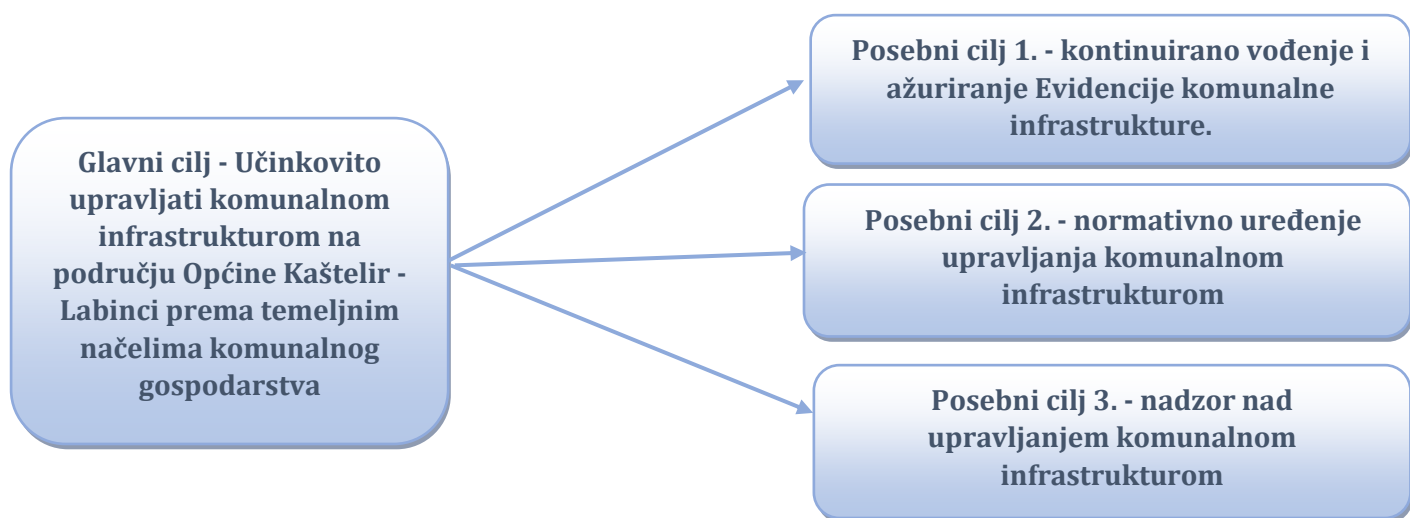 Glavni cilj - Učinkovito
upravljati komunalnom
infrastrukturom na
području Općine Kaštelir -
Labinci prema temeljnim
načelima komunalnog
gospodarstva
Posebni cilj 1. - kontinuirano vođenje i
ažuriranje Evidencije komunalne
infrastrukture.
Posebni cilj 2. - normativno uređenje
upravljanja komunalnom
infrastrukturom
Posebni cilj 3. - nadzor nad
upravljanjem komunalnom
infrastrukturom